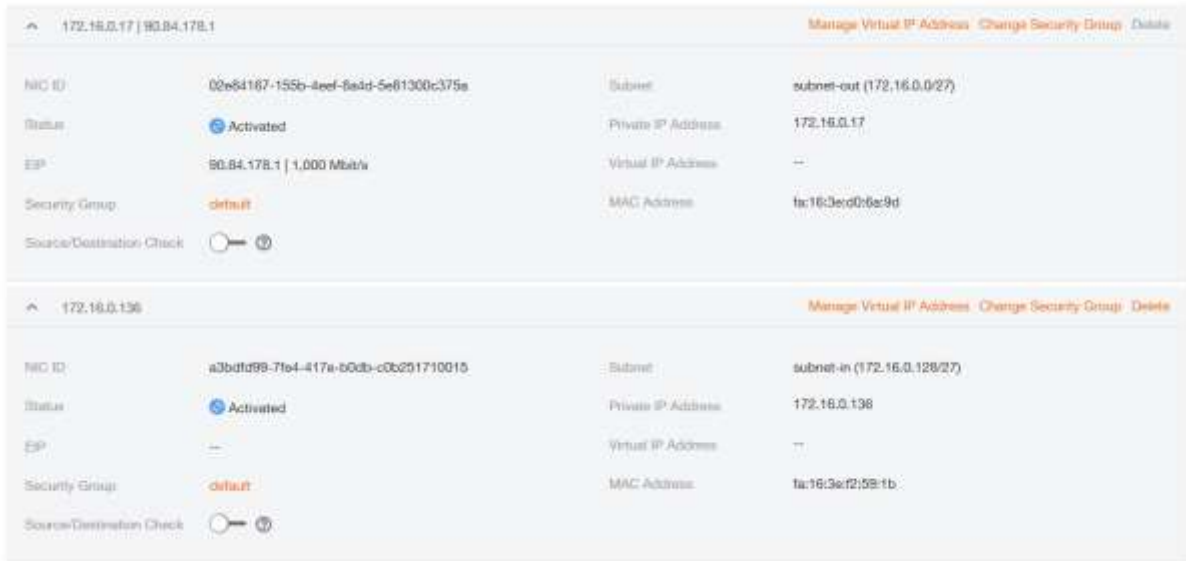 172.16.0.17 | 90.84.178.1 Manage Virtual IP Address Change Security Group Delete
NIC ID 02e84167-155b-4eef-8a4d-5e61300c375a Subnet subnet-out (172.16.0.0/27)
Status Activated Private IP Address 172.16.0.17
EIP 90.84.178.1 | 1,000 Mbit/s Virtual IP Address --
Security Group default MAC Address fa:16:3e:d0:6a:9d
Source/Destination Check
172.16.0.136 Manage Virtual IP Address Change Security Group Delete
NIC ID a3bdfd99-7fe4-417a-b0db-c0b251710015 Subnet subnet-in (172.16.0.128/27)
Status Activated Private IP Address 172.16.0.136
EIP -- Virtual IP Address --
Security Group default MAC Address fa:16:3e:f2:59:1b
Source/Destination Check